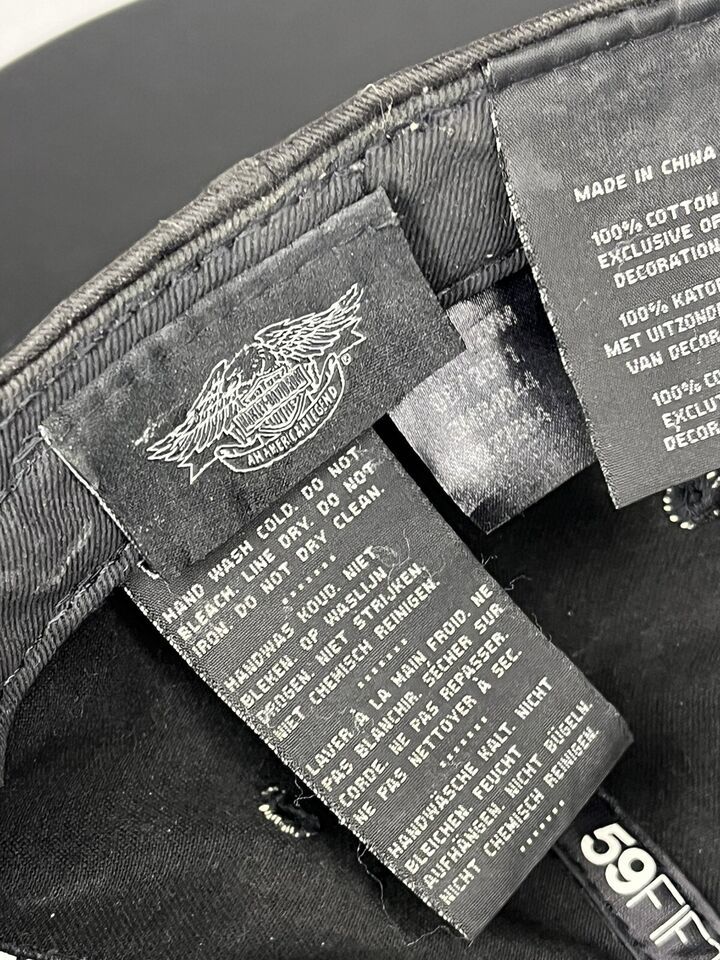 MADE IN CHINA
100% COTTON
EXCLUSIVE OF
DECORATION
100% KATO
MET UITZOND
VAN DECOR
100% CO
EXCLU
DECOR
HARLEY-DAVIDSON
AN AMERICAN LEGEND
®
HAND WASH COLD. DO NOT
BLEACH. LINE DRY. DO NOT
IRON. DO NOT DRY CLEAN.
.......
HANDWAS KOUD. NIET
BLEKEN. OP WASLIJN
DROGEN. NIET STRIJKEN.
NIET CHEMISCH REINIGEN.
.......
LAVER À LA MAIN FROID. NE
PAS BLANCHIR. SÉCHER SUR
CORDE. NE PAS REPASSER.
NE PAS NETTOYER À SEC.
.......
HANDWÄSCHE KALT. NICHT
BLEICHEN. FEUCHT
AUFHÄNGEN. NICHT BÜGELN.
NICHT CHEMISCH REINIGEN.
.......
59FIF